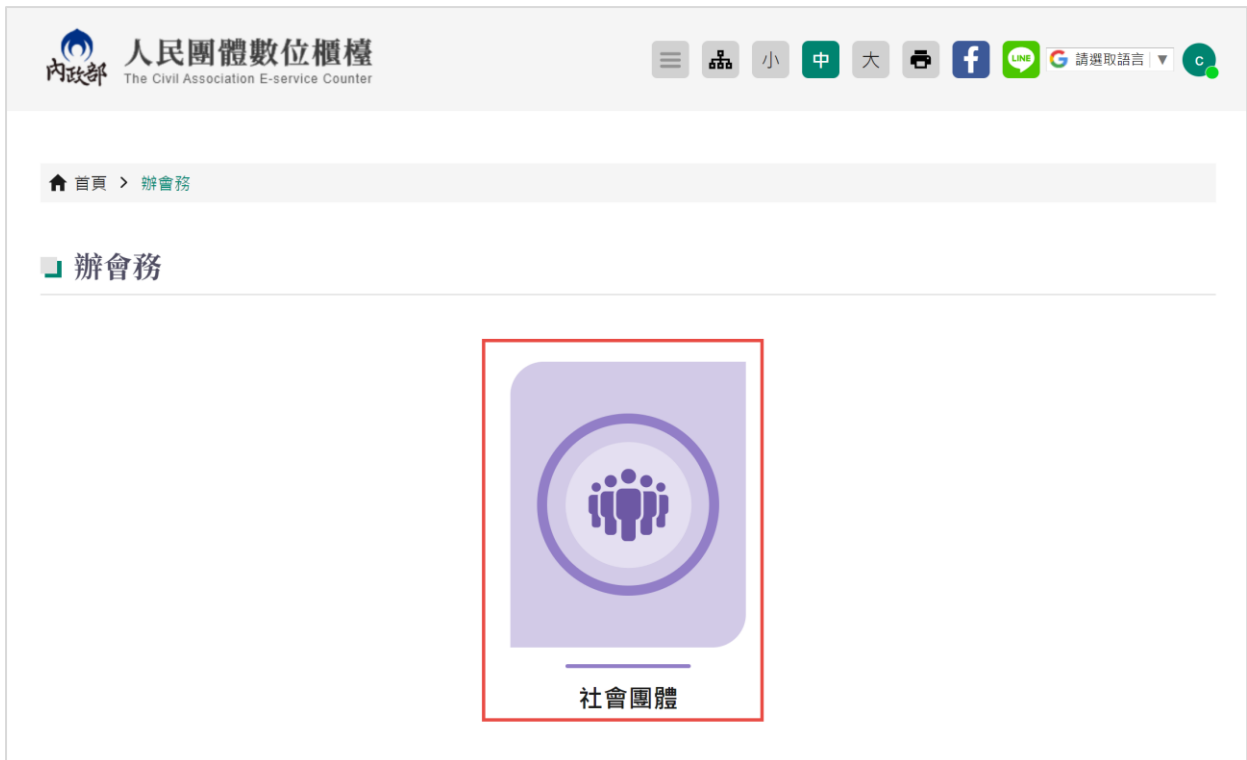 內政部
人民團體數位櫃檯
The Civil Association E-service Counter
小 中 大 f LINE G 請選取語言 ▼ C
首頁 > 辦會務
辦會務
社會團體